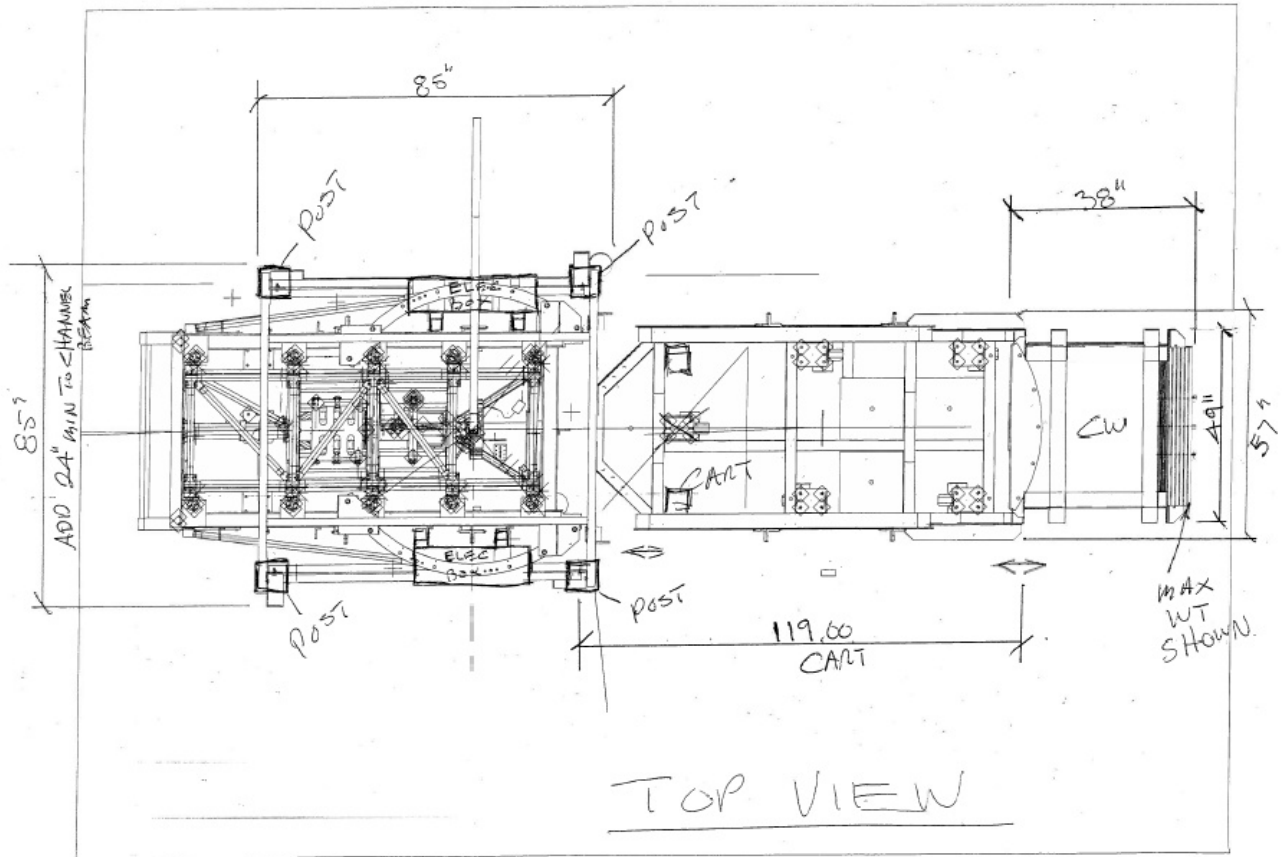 85"
POST
POST
38"
ELEC
BOX
ADD 24" MIN TO CHANNEL
BEAM
85"
CW
49"
57"
CART
ELEC
BOX
POST
POST
MAX
WT
SHOWN.
119.00
CART
TOP VIEW